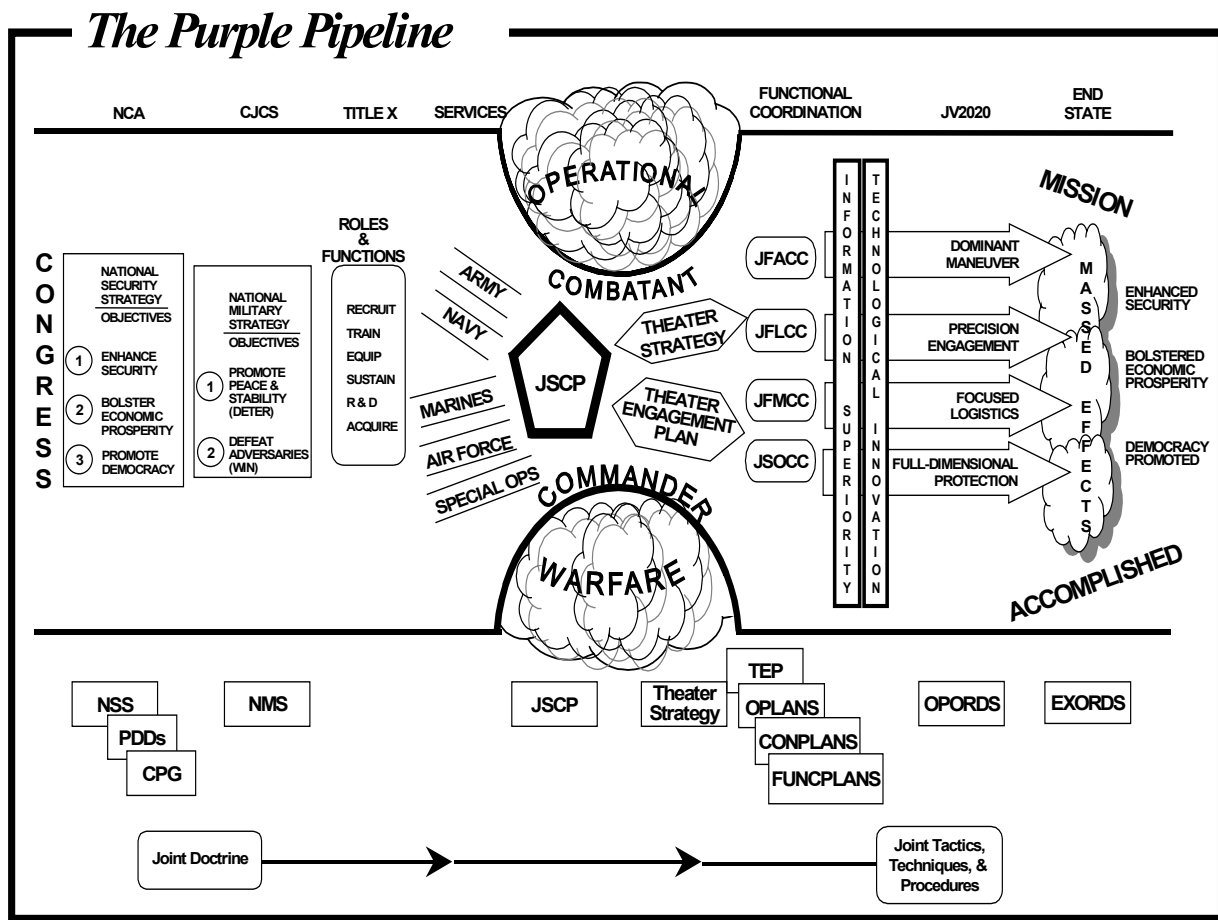 The Purple Pipeline
NCA
CJCS
TITLE X
SERVICES
FUNCTIONAL
COORDINATION
JV2020
END
STATE
CONGRESS
NATIONAL
SECURITY
STRATEGY
OBJECTIVES
1
ENHANCE
SECURITY
2
BOLSTER
ECONOMIC
PROSPERITY
3
PROMOTE
DEMOCRACY
NATIONAL
MILITARY
STRATEGY
OBJECTIVES
1
PROMOTE
PEACE &
STABILITY
(DETER)
2
DEFEAT
ADVERSARIES
(WIN)
ROLES
&
FUNCTIONS
RECRUIT
TRAIN
EQUIP
SUSTAIN
R & D
ACQUIRE
ARMY
NAVY
MARINES
AIR FORCE
SPECIAL OPS
OPERATIONAL
COMBATANT
JSCP
COMMANDER
WARFARE
THEATER
STRATEGY
THEATER
ENGAGEMENT
PLAN
JFACC
JFLCC
JFMCC
JSOCC
INFORMATION SUPERIORITY
TECHNOLOGICAL INNOVATION
DOMINANT
MANEUVER
PRECISION
ENGAGEMENT
FOCUSED
LOGISTICS
FULL-DIMENSIONAL
PROTECTION
MISSION
MASSED EFFECTS
ENHANCED
SECURITY
BOLSTERED
ECONOMIC
PROSPERITY
DEMOCRACY
PROMOTED
ACCOMPLISHED
NSS
PDDs
CPG
NMS
JSCP
Theater
Strategy
TEP
OPLANS
CONPLANS
FUNCPLANS
OPORDS
EXORDS
Joint Doctrine
Joint Tactics,
Techniques, &
Procedures